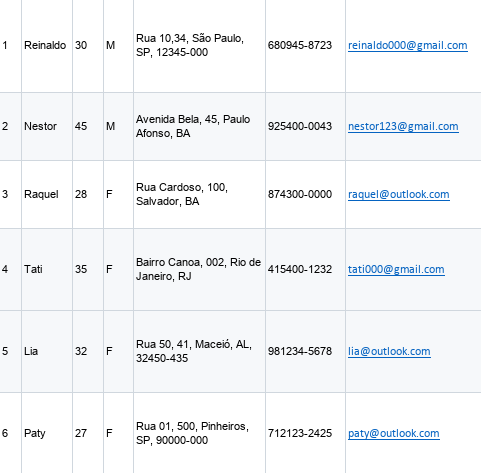 1 Reinaldo 30 M Rua 10,34, São Paulo, SP, 12345-000 680945-8723 reinaldo000@gmail.com
2 Nestor 45 M Avenida Bela, 45, Paulo Afonso, BA 925400-0043 nestor123@gmail.com
3 Raquel 28 F Rua Cardoso, 100, Salvador, BA 874300-0000 raquel@outlook.com
4 Tati 35 F Bairro Canoa, 002, Rio de Janeiro, RJ 415400-1232 tati000@gmail.com
5 Lia 32 F Rua 50, 41, Maceió, AL, 32450-435 981234-5678 lia@outlook.com
6 Paty 27 F Rua 01, 500, Pinheiros, SP, 90000-000 712123-2425 paty@outlook.com